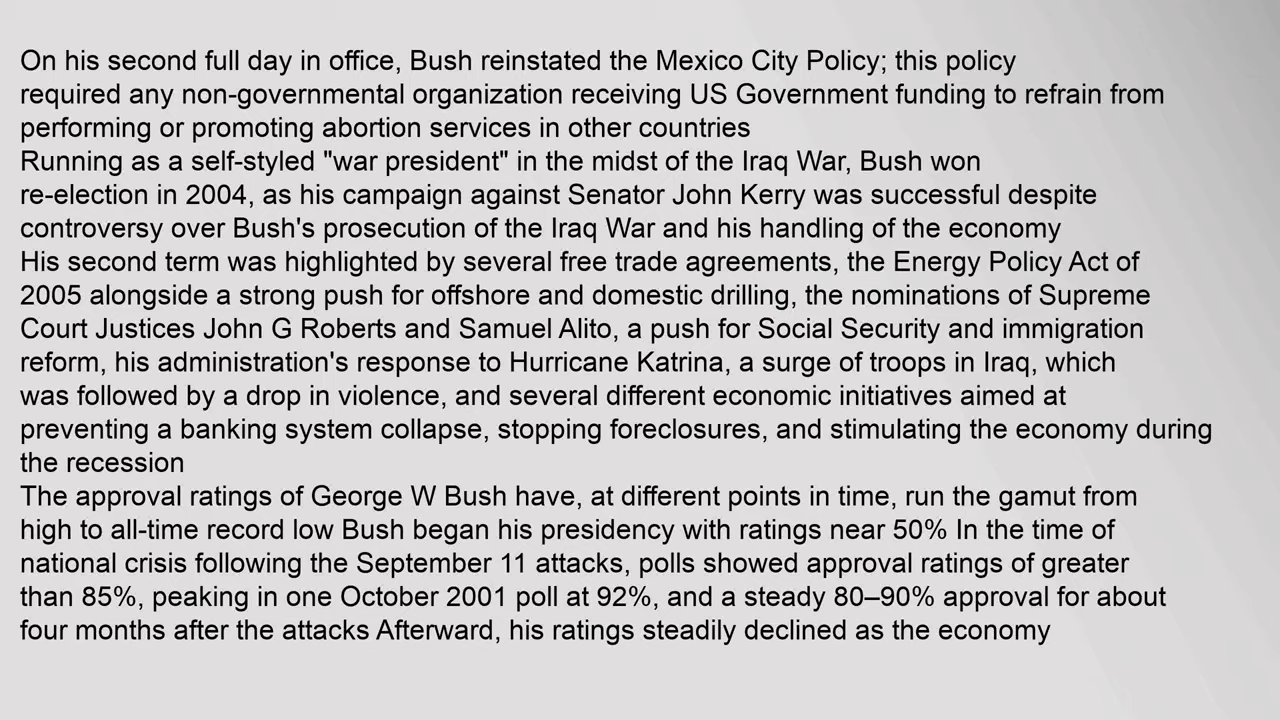 On his second full day in office, Bush reinstated the Mexico City Policy; this policy
required any non-governmental organization receiving US Government funding to refrain from
performing or promoting abortion services in other countries
Running as a self-styled "war president" in the midst of the Iraq War, Bush won
re-election in 2004, as his campaign against Senator John Kerry was successful despite
controversy over Bush's prosecution of the Iraq War and his handling of the economy
His second term was highlighted by several free trade agreements, the Energy Policy Act of
2005 alongside a strong push for offshore and domestic drilling, the nominations of Supreme
Court Justices John G Roberts and Samuel Alito, a push for Social Security and immigration
reform, his administration's response to Hurricane Katrina, a surge of troops in Iraq, which
was followed by a drop in violence, and several different economic initiatives aimed at
preventing a banking system collapse, stopping foreclosures, and stimulating the economy during
the recession
The approval ratings of George W Bush have, at different points in time, run the gamut from
high to all-time record low Bush began his presidency with ratings near 50% In the time of
national crisis following the September 11 attacks, polls showed approval ratings of greater
than 85%, peaking in one October 2001 poll at 92%, and a steady 80–90% approval for about
four months after the attacks Afterward, his ratings steadily declined as the economy